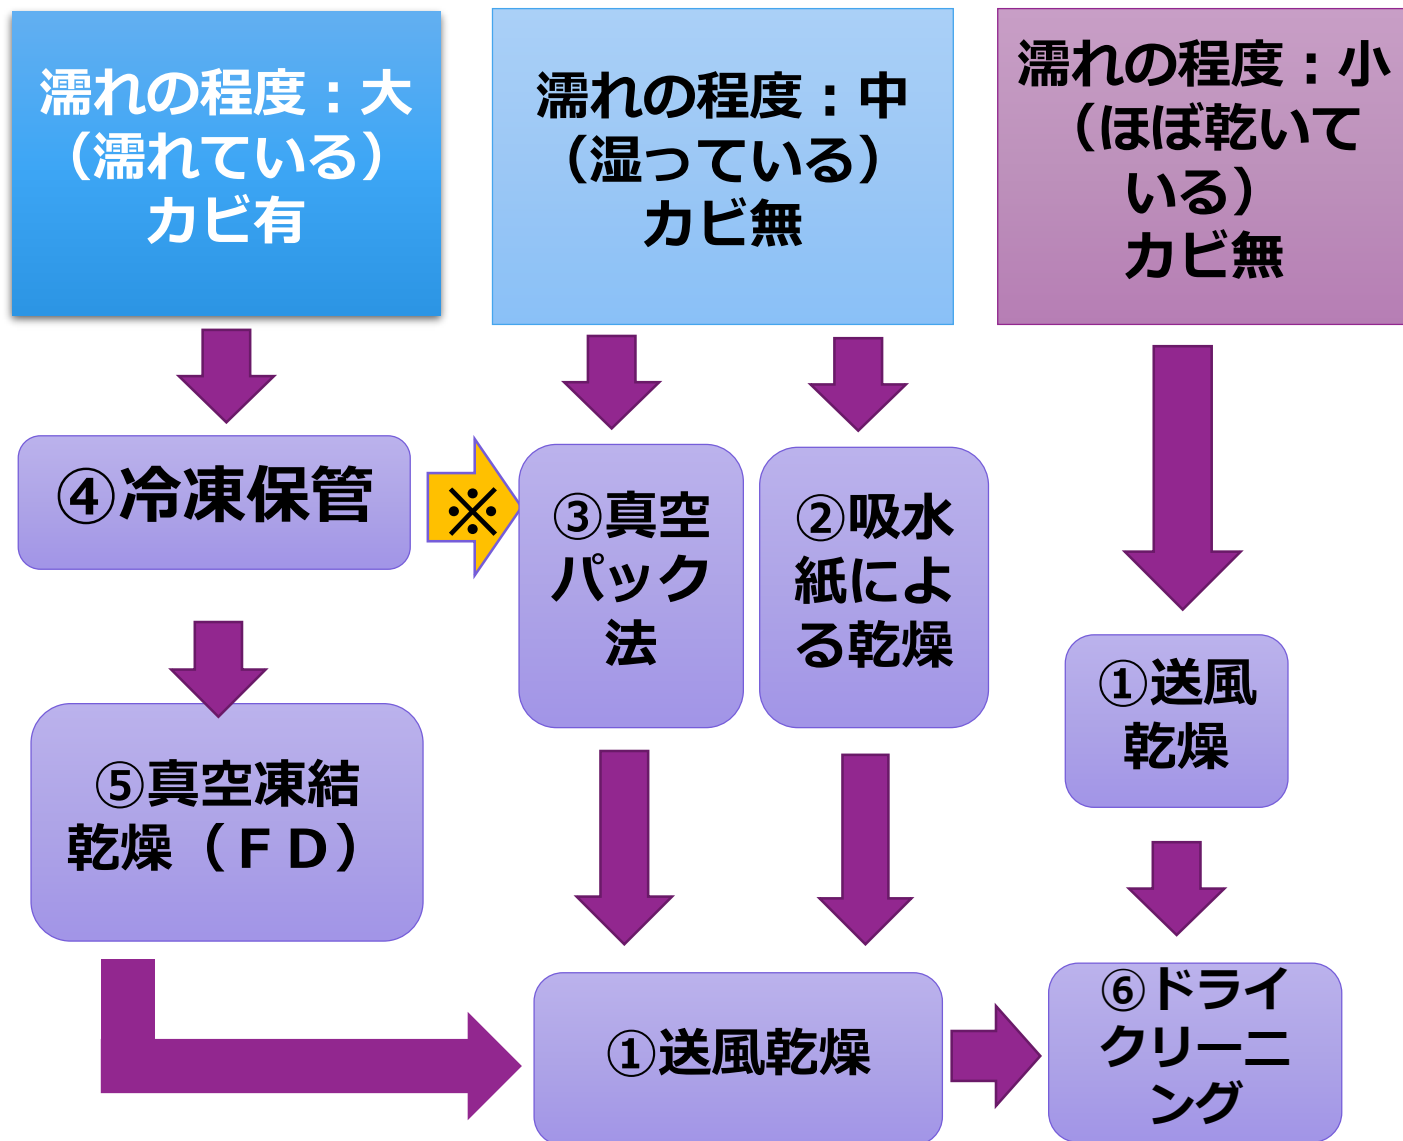 濡れの程度：大
（濡れている）
カビ有
濡れの程度：中
（湿っている）
カビ無
濡れの程度：小
（ほぼ乾いて
いる）
カビ無
④冷凍保管
※
③真空
パック
法
②吸水
紙によ
る乾燥
①送風
乾燥
⑤真空凍結
乾燥（ＦＤ）
①送風乾燥
⑥ドライ
クリーニ
ング